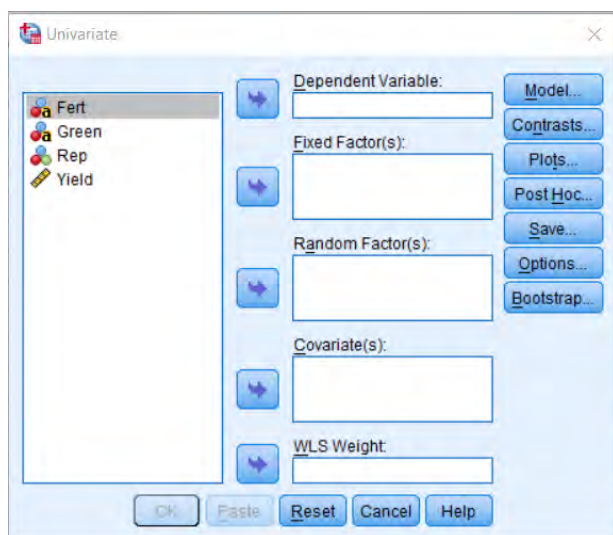 Univariate
Fert
Green
Rep
Yield
Dependent Variable:
Fixed Factor(s):
Random Factor(s):
Covariate(s):
WLS Weight:
Model...
Contrasts...
Plots...
Post Hoc...
Save...
Options...
Bootstrap...
OK Paste Reset Cancel Help